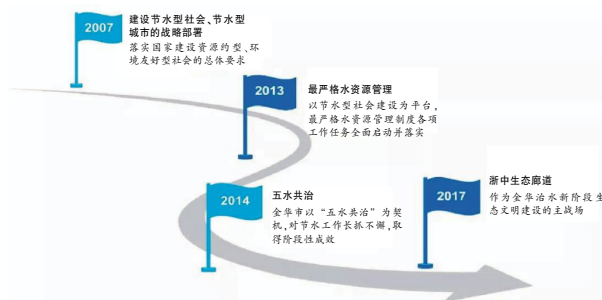 2007
建设节水型社会、节水型
城市的战略部署
落实国家建设资源约型、环
境友好型社会的总体要求
2013
最严格水资源管理
以节水型社会建设为平台，
最严格水资源管理制度各项
工作任务全面启动并落实
2014
五水共治
金华市以“五水共治”为契
机，对节水工作长抓不懈，取
得阶段性成效
2017
浙中生态廊道
作为金华治水新阶段生
态文明建设的主战场